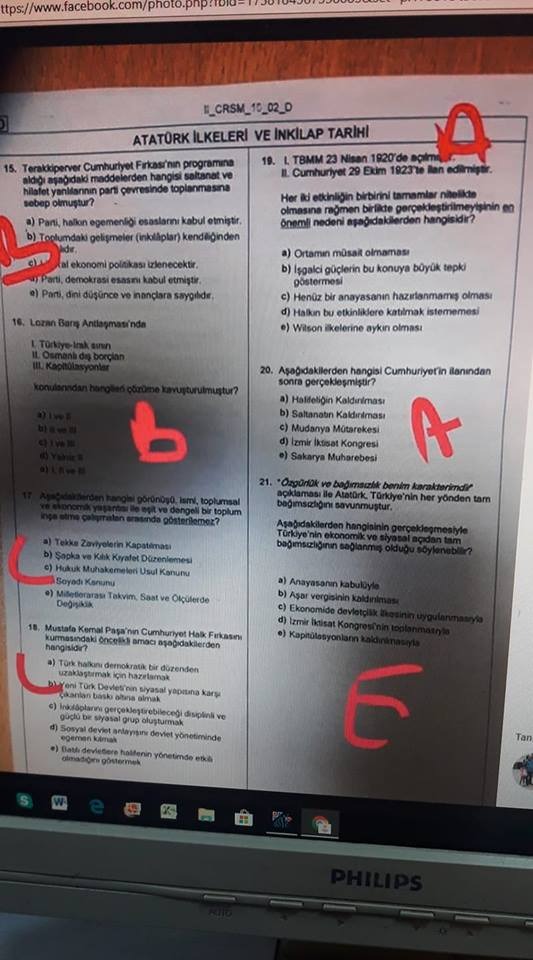 ttps://www.facebook.com/photo.php?fbid=
CRSM_10_02_D
ATATÜRK İLKELERİ VE İNKİLAP TARİHİ
15. Terakkiperver Cumhuriyet Fırkası'nın programına
aldığı aşağıdaki maddelerden hangisi saltanat ve
hilafet yanlılarının parti çevresinde toplanmasına
sebep olmuştur?
a) Parti, halkın egemenliği esaslarını kabul etmiştir.
b) Toplumdaki gelişmeler (inkılâplar) kendiliğinden
c) ekonomi politikası izlenecektir.
Parti, demokrasi esasını kabul etmiştir.
e) Parti, dini düşünce ve inançlara saygılıdır.
B
16. Lozan Barış Antlaşması'nda
I. Türkiye-Irak sınırı
II. Osmanlı dış borçları
III. Kapitülasyonlar
konularından hangileri çözüme kavuşturulmuştur?
a) I ve II
b) II ve III
c) I ve III
d) Yalnız II
e) I, II ve III
b
17. Aşağıdakilerden hangisi görünüşü, ismi, toplumsal
ve ekonomik yaşantısı ile eşit ve dengeli bir toplum
inşa etme çalışmaları arasında gösterilemez?
a) Tekke Zaviyelerin Kapatılması
b) Şapka ve Kılık Kıyafet Düzenlemesi
c) Hukuk Muhakemeleri Usul Kanunu
Soyadı Kanunu
e) Milletlerarası Takvim, Saat ve Ölçülerde
Değişiklik
18. Mustafa Kemal Paşa'nın Cumhuriyet Halk Fırkasını
kurmasındaki öncelikli amacı aşağıdakilerden
hangisidir?
a) Türk halkını demokratik bir düzenden
uzaklaştırmak için hazırlamak
b) Yeni Türk Devleti'nin siyasal yapısına karşı
çıkanları baskı altına almak
c) İnkılâplarını gerçekleştirebileceği disiplinli ve
güçlü bir siyasal grup oluşturmak
d) Sosyal devlet anlayışını devlet yönetiminde
egemen kılmak
e) Batılı devletlere halifenin yönetimde etkili
olmadığını göstermek
19. I. TBMM 23 Nisan 1920'de
II. Cumhuriyet 29 Ekim 1923'te ilan edilmiştir.
Her iki etkinliğin birbirini tamamlar nitelikte
olmasına rağmen birlikte gerçekleştirilmeyişinin en
önemli nedeni aşağıdakilerden hangisidir?
a) Ortamın müsait olmaması
b) İşgalci güçlerin bu konuya büyük tepki
göstermesi
c) Henüz bir anayasanın hazırlanmamış olması
d) Halkın bu etkinliklere katılmak istememesi
e) Wilson ilkelerine aykırı olması
A
20. Aşağıdakilerden hangisi Cumhuriyet'in ilanından
sonra gerçekleşmiştir?
a) Halifeliğin Kaldırılması
b) Saltanatın Kaldırılması
c) Mudanya Mütarekesi
d) İzmir İktisat Kongresi
e) Sakarya Muharebesi
A
21. "Özgürlük ve bağımsızlık benim karakterimdir"
açıklaması ile Atatürk, Türkiye'nin her yönden tam
bağımsızlığını savunmuştur.
Aşağıdakilerden hangisinin gerçekleşmesiyle
Türkiye'nin ekonomik ve siyasal açıdan tam
bağımsızlığının sağlanmış olduğu söylenebilir?
a) Anayasanın kabulüyle
b) Aşar vergisinin kaldırılması
c) Ekonomide devletçilik ilkesinin uygulanmasıyla
d) İzmir İktisat Kongresi'nin toplanmasıyla
e) Kapitülasyonların kaldırılmasıyla
E
Tan
PHILIPS